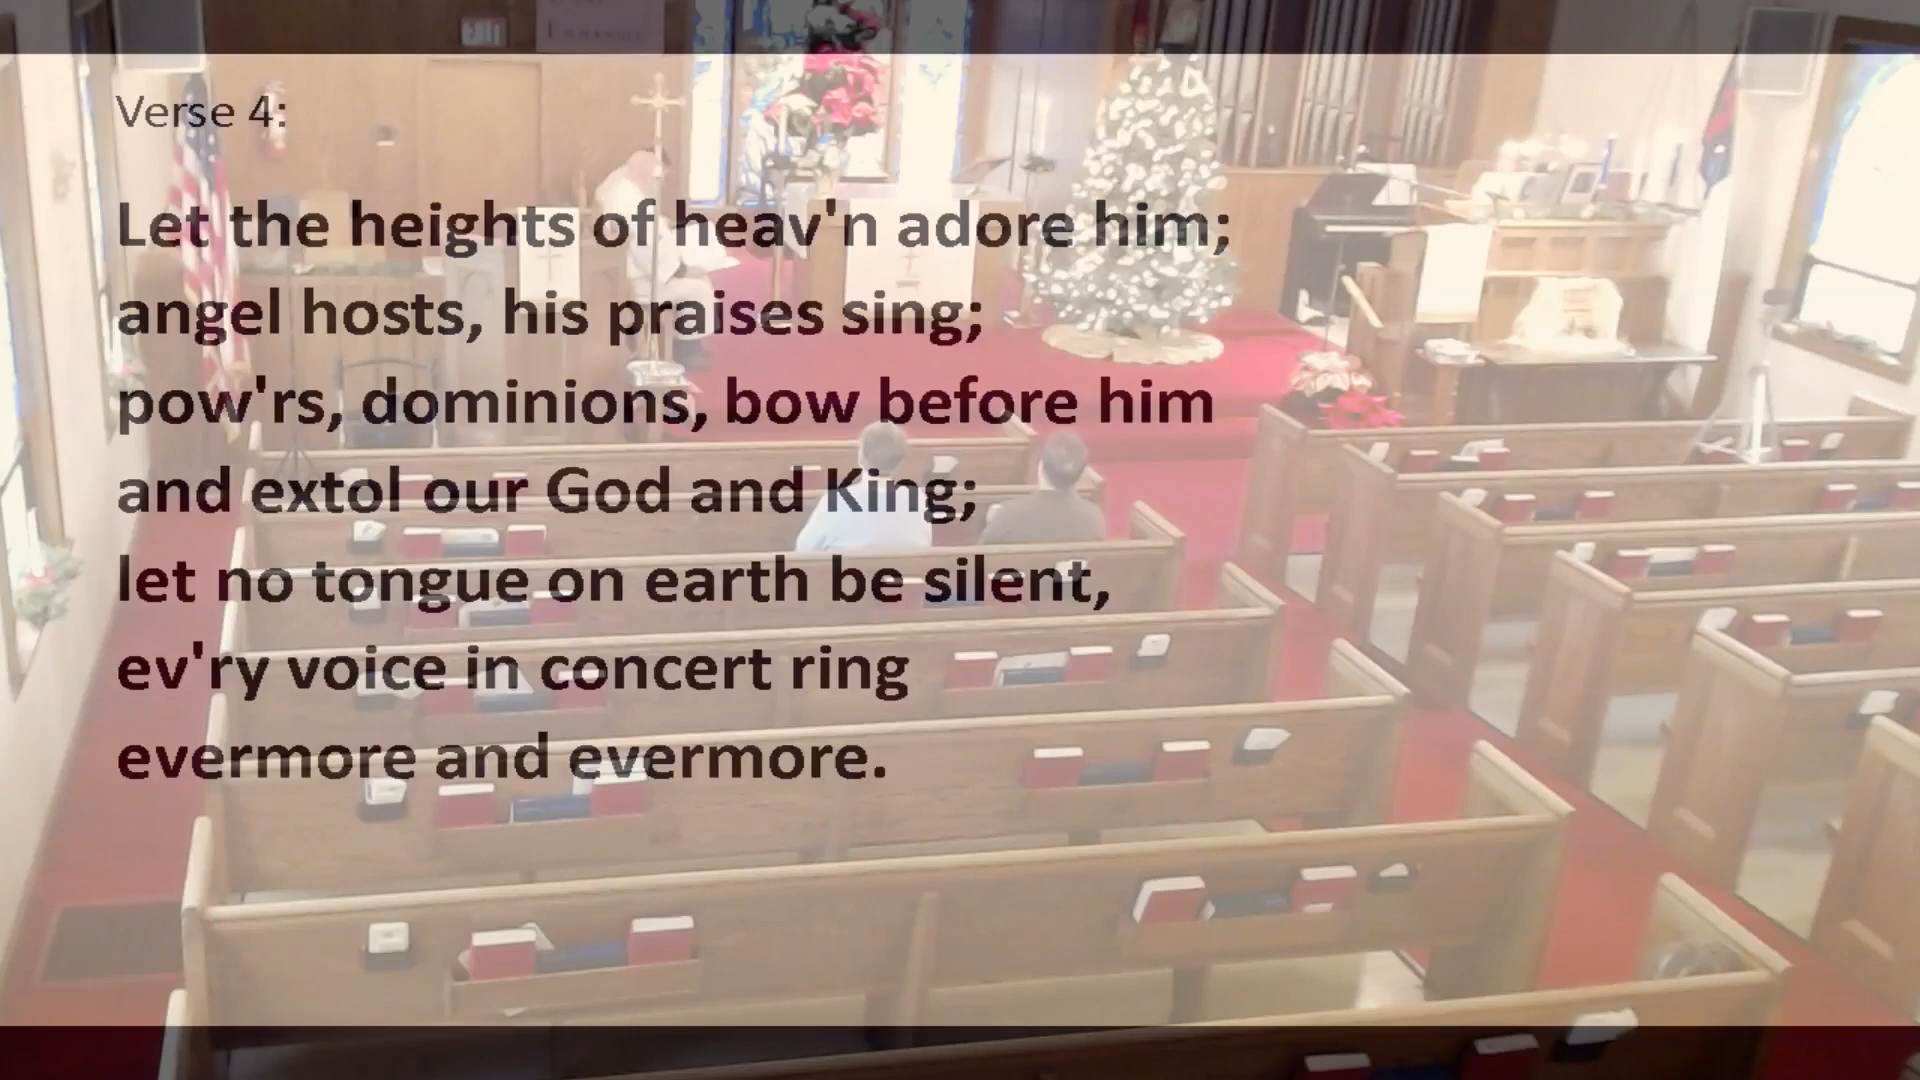 Verse 4:
Let the heights of heav'n adore him;
angel hosts, his praises sing;
pow'rs, dominions, bow before him
and extol our God and King;
let no tongue on earth be silent,
ev'ry voice in concert ring
evermore and evermore.